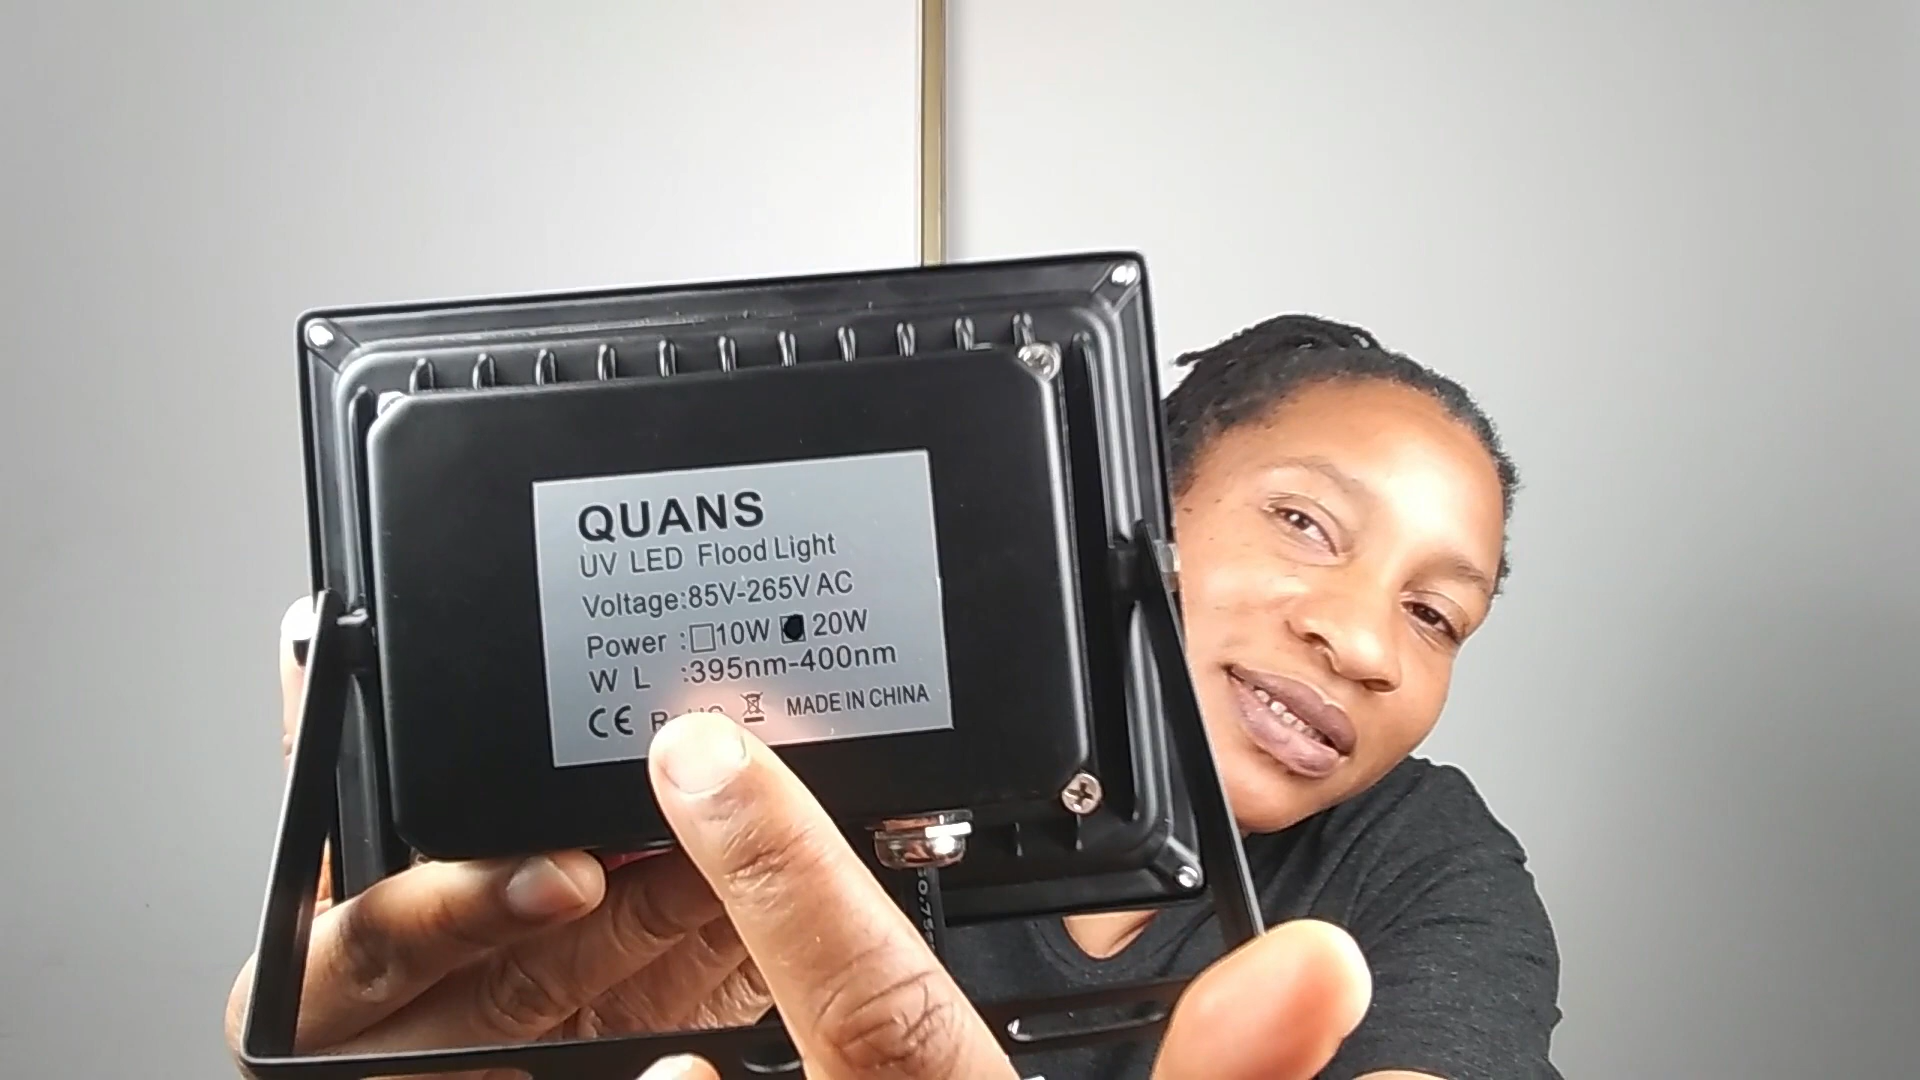 QUANS
UV LED Flood Light
Voltage:85V-265V AC
Power :□10W ■ 20W
W L :395nm-400nm
CE MADE IN CHINA